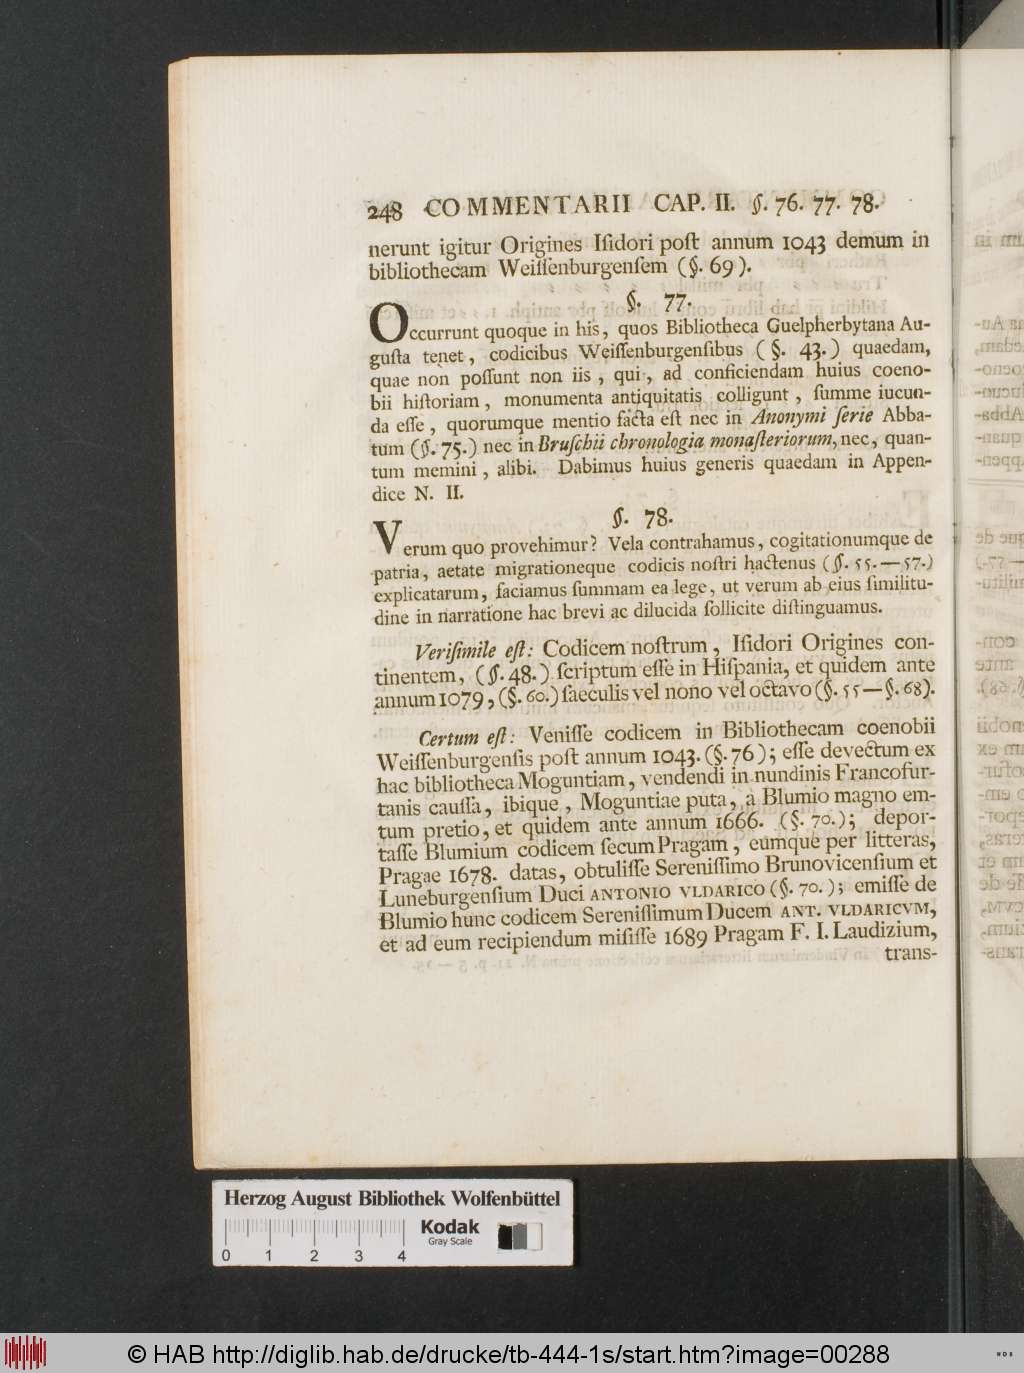 248 COMMENTARII CAP. II. §. 76. 77. 78.
nerunt igitur Origines Iſidori poſt annum 1043 demum in
bibliothecam Weiſſenburgenſem (§. 69).
§. 77.
Occurrunt quoque in his, quos Bibliotheca Guelpherbytana Au-
guſta tenet, codicibus Weiſſenburgenſibus (§. 43.) quaedam,
quae non poſſunt non iis, qui, ad conficiendam huius coeno-
bii hiſtoriam, monumenta antiquitatis colligunt, ſumme iucun-
da eſſe, quorumque mentio facta eſt nec in Anonymi ſerie Abba-
tum (§. 75.) nec in Bruſchii chronologia monaſteriorum, nec, quan-
tum memini, alibi. Dabimus huius generis quaedam in Appen-
dice N. II.
§. 78.
Verum quo provehimur? Vela contrahamus, cogitationumque de
patria, aetate migrationeque codicis noſtri hactenus (§. 55.—57.)
explicatarum, faciamus ſummam ea lege, ut verum ab eius ſimilitu-
dine in narratione hac brevi ac dilucida ſollicite diſtinguamus.
Veriſimile eſt: Codicem noſtrum, Iſidori Origines con-
tinentem, (§. 48.) ſcriptum eſſe in Hiſpania, et quidem ante
annum 1079, (§. 60.) ſaeculis vel nono vel octavo (§. 55—§. 68).
Certum eſt: Veniſſe codicem in Bibliothecam coenobii
Weiſſenburgenſis poſt annum 1043. (§. 76); eſſe devectum ex
hac bibliotheca Moguntiam, vendendi in nundinis Francofur-
tanis cauſſa, ibique, Moguntiae puta, a Blumio magno em-
tum pretio, et quidem ante annum 1666. (§. 70.); depor-
taſſe Blumium codicem ſecum Pragam, eumque per litteras,
Pragae 1678. datas, obtuliſſe Sereniſſimo Brunovicenſium et
Luneburgenſium Duci ANTONIO VLDARICO (§. 70.); emiſſe de
Blumio hunc codicem Sereniſſimum Ducem ANT. VLDARICVM,
et ad eum recipiendum miſiſſe 1689 Pragam F. I. Laudizium,
trans-
Herzog August Bibliothek Wolfenbüttel
Kodak
Gray Scale
0 1 2 3 4
© HAB http://diglib.hab.de/drucke/tb-444-1s/start.htm?image=00288